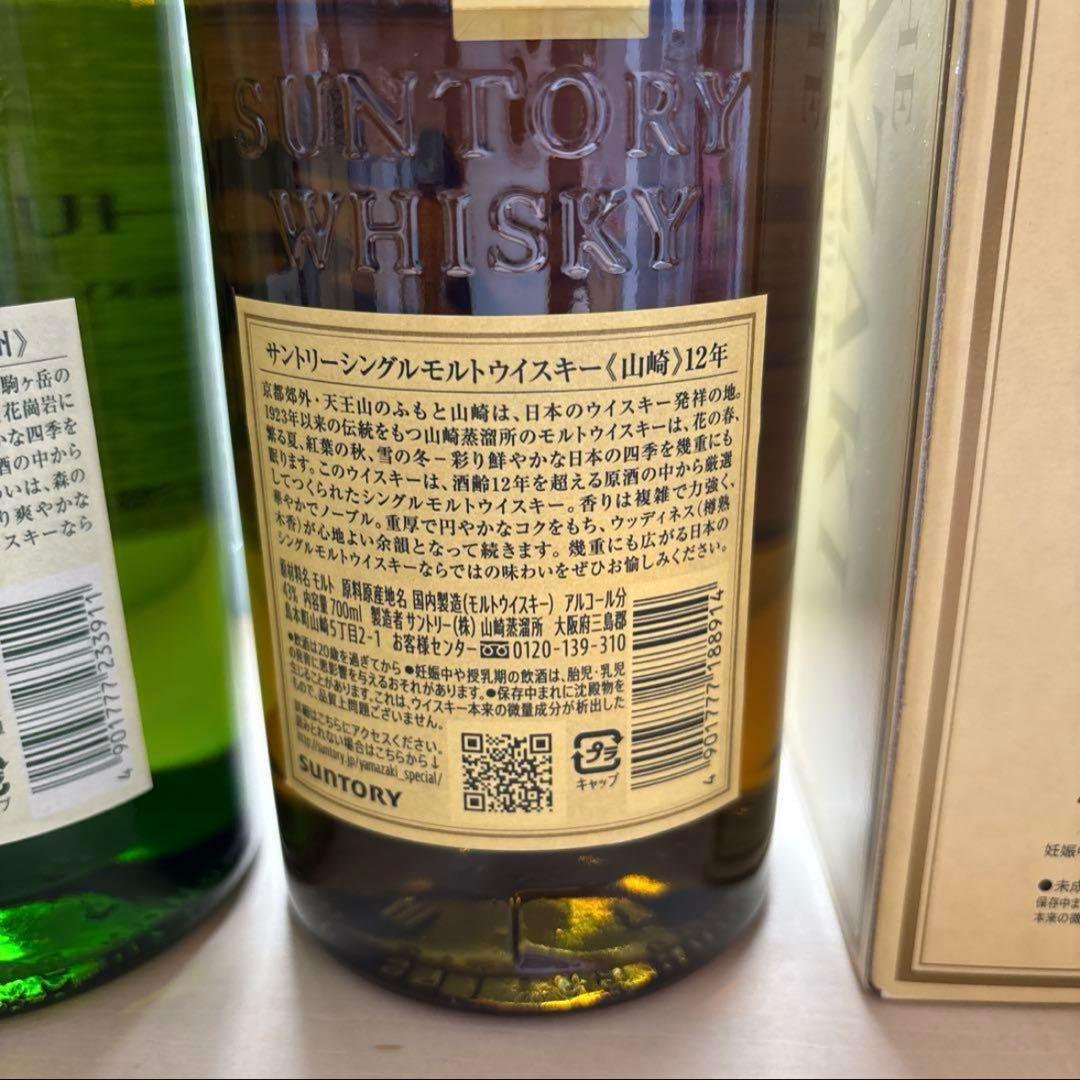 SUNTORY
WHISKY
サントリーシングルモルトウイスキー《山崎》12年
京都郊外・天王山のふもと山崎は、日本のウイスキー発祥の地。
1923年以来の伝統をもつ山崎蒸溜所のモルトウイスキーは、花の春、
繁る夏、紅葉の秋、雪の冬−彩り鮮やかな日本の四季を幾重にも
眠ります。このウイスキーは、酒齢12年を超える原酒の中から厳選
してつくられたシングルモルトウイスキー。香りは複雑で力強く、
華やかでノーブル。重厚で円やかなコクをもち、ウッディネス(樽熟
木香)が心地よい余韻となって続きます。幾重にも広がる日本の
シングルモルトウイスキーならではの味わいをぜひお愉しみください。
原材料名 モルト 原料原産地名 国内製造(モルトウイスキー) アルコール分
43% 内容量 700ml 製造者 サントリー(株) 山崎蒸溜所 大阪府三島郡
島本町山崎5丁目2-1 お客様センター 0120-139-310
●飲酒は20歳を過ぎてから ●妊娠中や授乳期の飲酒は、胎児・乳児
の発育に悪影響を与えるおそれがあります。●保存中まれに沈殿物を
生じることがありますが、これは、ウイスキー本来の微量成分が析出した
もので、品質上問題ございません。
詳細はこちらにアクセスください。
読みとれない場合はこちらから↓
http://suntory.jp/yamazaki_special/
SUNTORY
プラ
キャップ
4 901777 188914
州》
駒ヶ岳の
花崗岩に
かな四季を
酒の中から
わいは、森の
り爽やかな
スキーなら
4 901777 233911
プ
妊娠中
●未成
保存中ま
本来の微